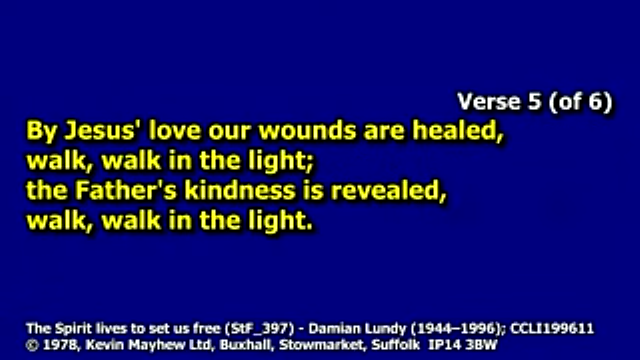 Verse 5 (of 6)
By Jesus' love our wounds are healed,
walk, walk in the light;
the Father's kindness is revealed,
walk, walk in the light.
The Spirit lives to set us free (StF_397) - Damian Lundy (1944–1996); CCLI199611
© 1978, Kevin Mayhew Ltd, Buxhall, Stowmarket, Suffolk  IP14 3BW